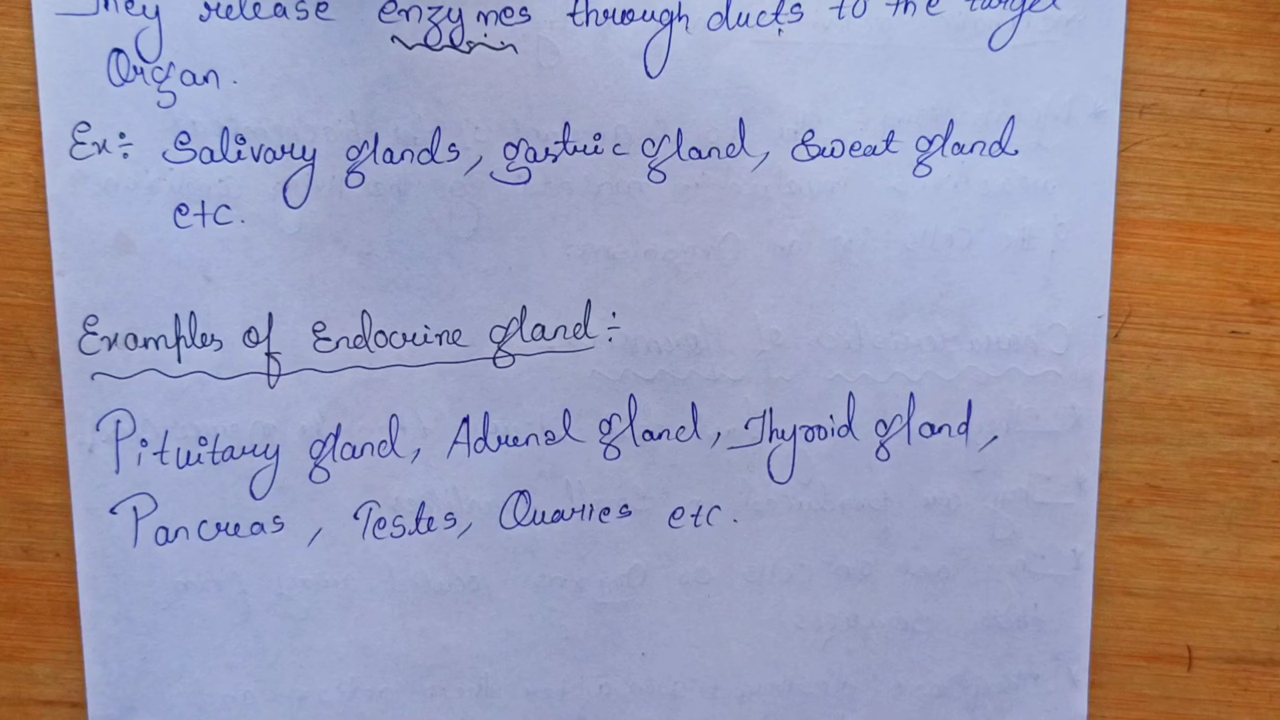 They release enzymes through ducts to the target
Organ.
Ex÷ Salivary glands, gastric gland, Sweat gland
etc.
Examples of Endocrine gland÷
Pituitary gland, Adrenal gland, Thyroid gland,
Pancreas, Testes, Ovaries etc.